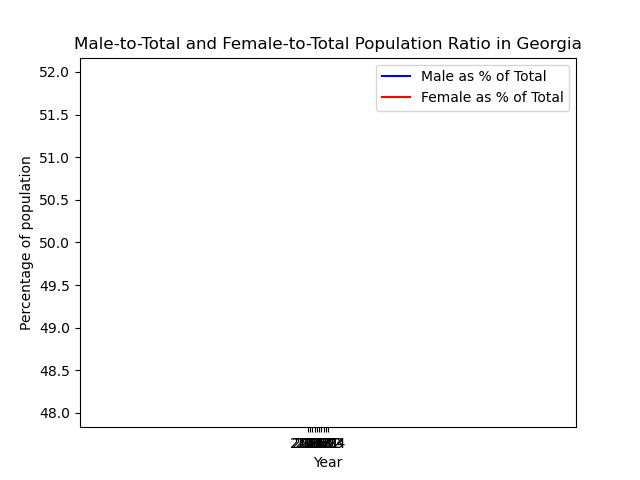 Male-to-Total and Female-to-Total Population Ratio in Georgia
Male as % of Total
Female as % of Total
52.0
51.5
51.0
50.5
50.0
49.5
49.0
48.5
48.0
Percentage of population
Year